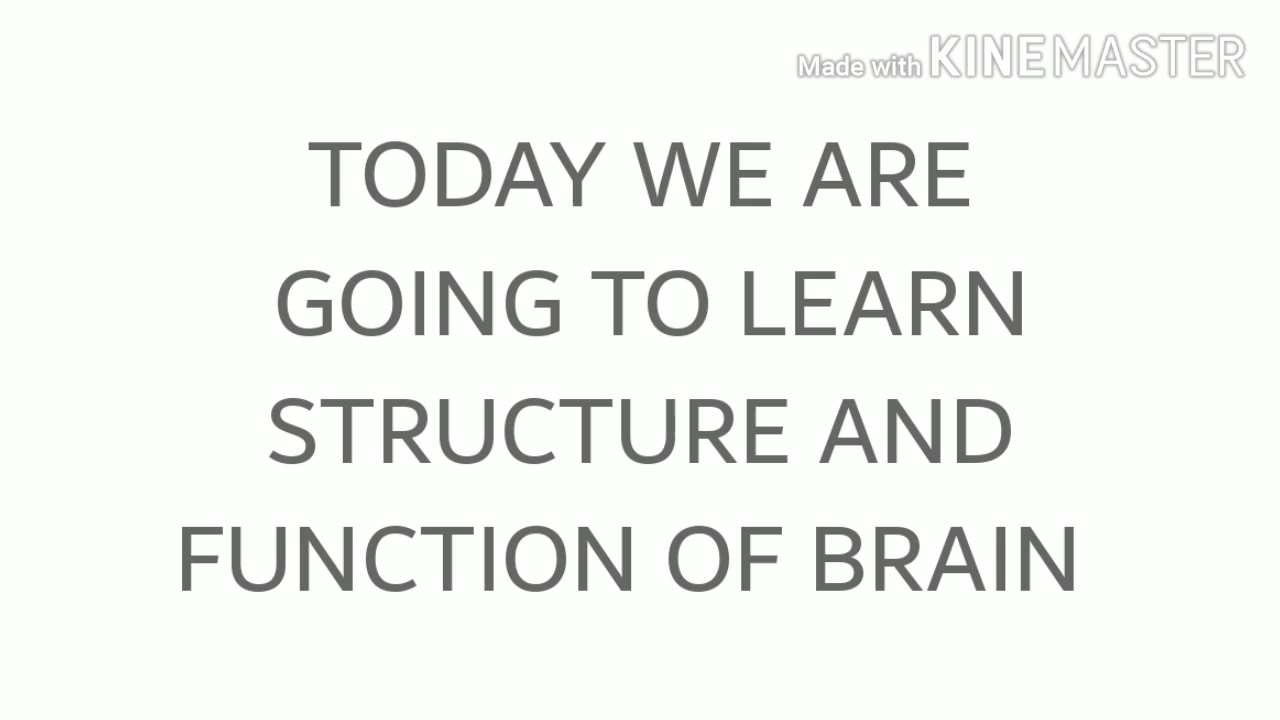 Made with KINEMASTER
TODAY WE ARE
GOING TO LEARN
STRUCTURE AND
FUNCTION OF BRAIN